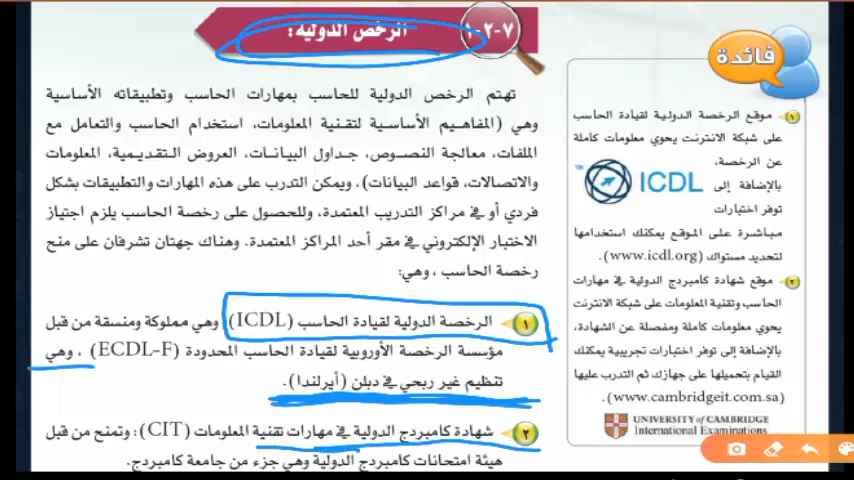 ٧-٢-١ الرخص الدولية:
تهتم الرخص الدولية للحاسب بمهارات الحاسب وتطبيقاته الأساسية
وهي (المفاهيم الأساسية لتقنية المعلومات، استخدام الحاسب والتعامل مع
الملفات، معالجة النصوص، جداول البيانات، العروض التقديمية، المعلومات
والاتصالات، قواعد البيانات)، ويمكن التدرب على هذه المهارات والتطبيقات بشكل
فردي أو في مراكز التدريب المعتمدة، وللحصول على رخصة الحاسب يلزم اجتياز
الاختبار الإلكتروني في مقر أحد المراكز المعتمدة. وهناك جهتان تشرفان على منح
رخصة الحاسب، وهي:
١ الرخصة الدولية لقيادة الحاسب (ICDL) وهي مملوكة ومنسقة من قبل
مؤسسة الرخصة الأوروبية لقيادة الحاسب المحدودة (ECDL-F)، وهي
تنظيم غير ربحي في دبلن (أيرلندا).
٢ شهادة كامبردج الدولية في مهارات تقنية المعلومات (CIT): وتمنح من قبل
هيئة امتحانات كامبردج الدولية وهي جزء من جامعة كامبردج.
فائدة
١ موقع الرخصة الدولية لقيادة الحاسب
على شبكة الانترنت يحوي معلومات كاملة
عن الرخصة،
بالإضافة إلى
توفر اختبارات
ICDL
TM
مباشرة على الموقع يمكنك استخدامها
لتحديد مستواك (www.icdl.org).
٢ موقع شهادة كامبردج الدولية في مهارات
الحاسب وتقنية المعلومات على شبكة الانترنت
يحوي معلومات كاملة ومفصلة عن الشهادة،
بالإضافة إلى توفر اختبارات تجريبية يمكنك
القيام بتحميلها على جهازك ثم التدرب عليها
(www.cambridgeit.com.sa).
UNIVERSITY of CAMBRIDGE
International Examinations